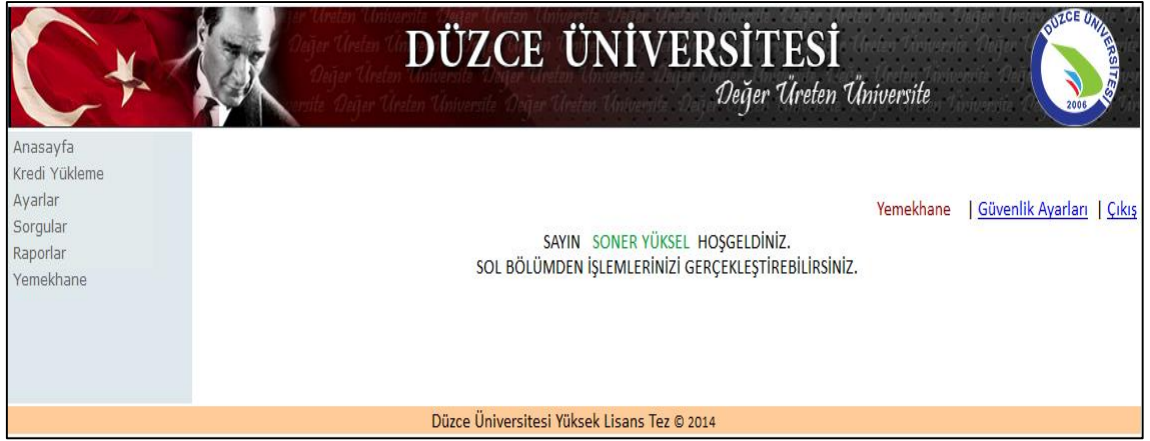 DÜZCE ÜNİVERSİTESİ
Değer Üreten Üniversite
DÜZCE ÜNİVERSİTESİ
2006
Anasayfa
Kredi Yükleme
Ayarlar
Sorgular
Raporlar
Yemekhane
Yemekhane | Güvenlik Ayarları | Çıkış
SAYIN SONER YÜKSEL HOŞGELDİNİZ.
SOL BÖLÜMDEN İŞLEMLERİNİZİ GERÇEKLEŞTİREBİLİRSİNİZ.
Düzce Üniversitesi Yüksek Lisans Tez © 2014